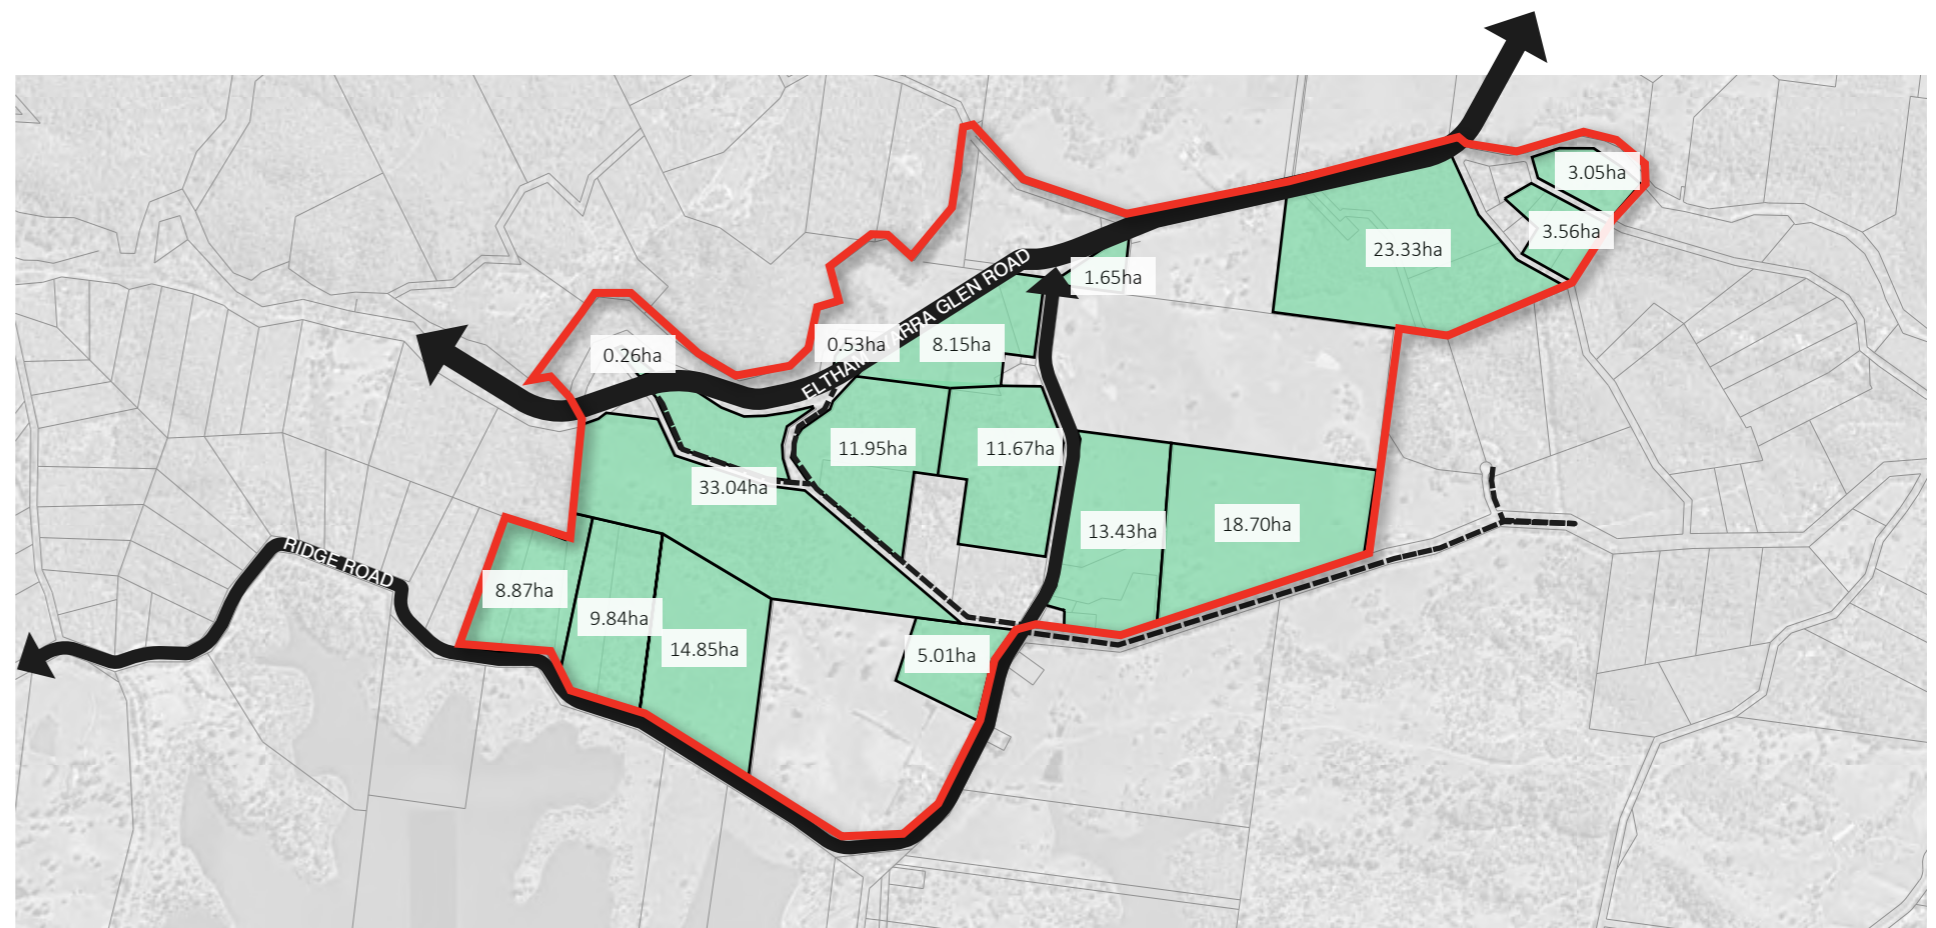 3.05ha
3.56ha
23.33ha
1.65ha
ELTHAM YARRA GLEN ROAD
0.26ha
0.53ha
8.15ha
11.95ha
11.67ha
33.04ha
13.43ha
18.70ha
RIDGE ROAD
8.87ha
9.84ha
14.85ha
5.01ha